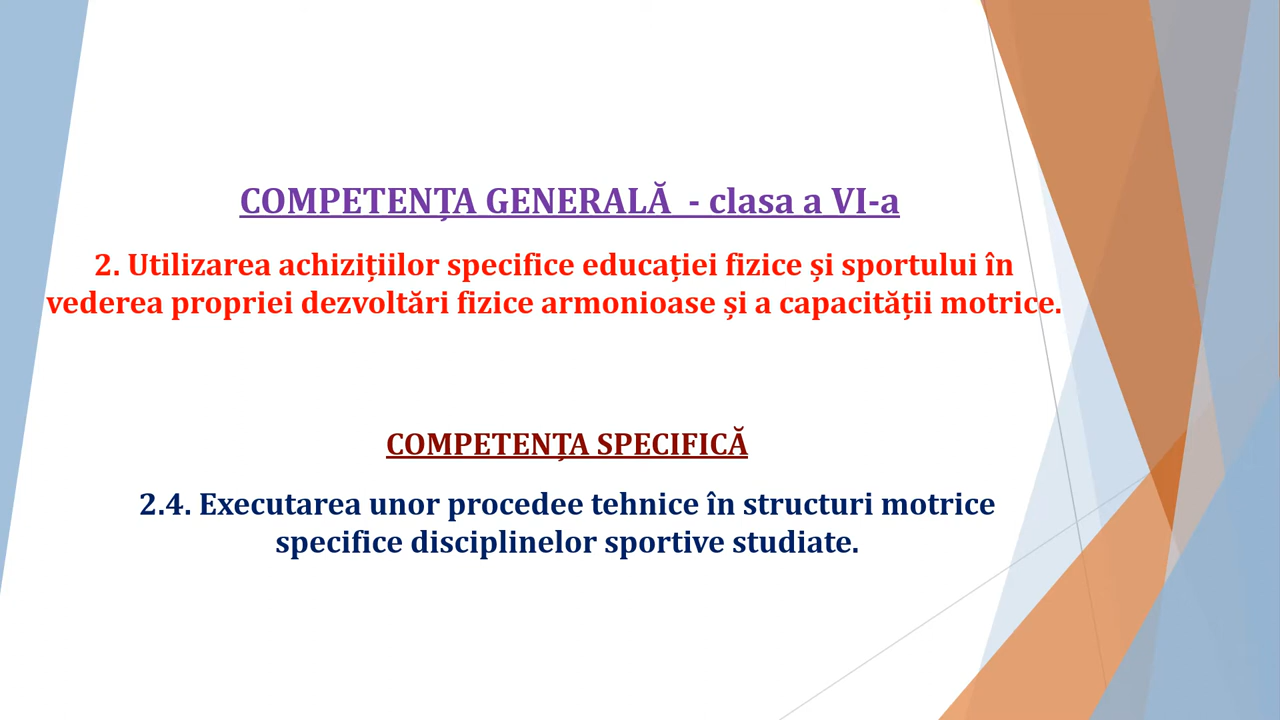 COMPETENȚA GENERALĂ - clasa a VI-a
2. Utilizarea achizițiilor specifice educației fizice și sportului în
vederea propriei dezvoltări fizice armonioase și a capacității motrice.
COMPETENȚA SPECIFICĂ
2.4. Executarea unor procedee tehnice în structuri motrice
specifice disciplinelor sportive studiate.